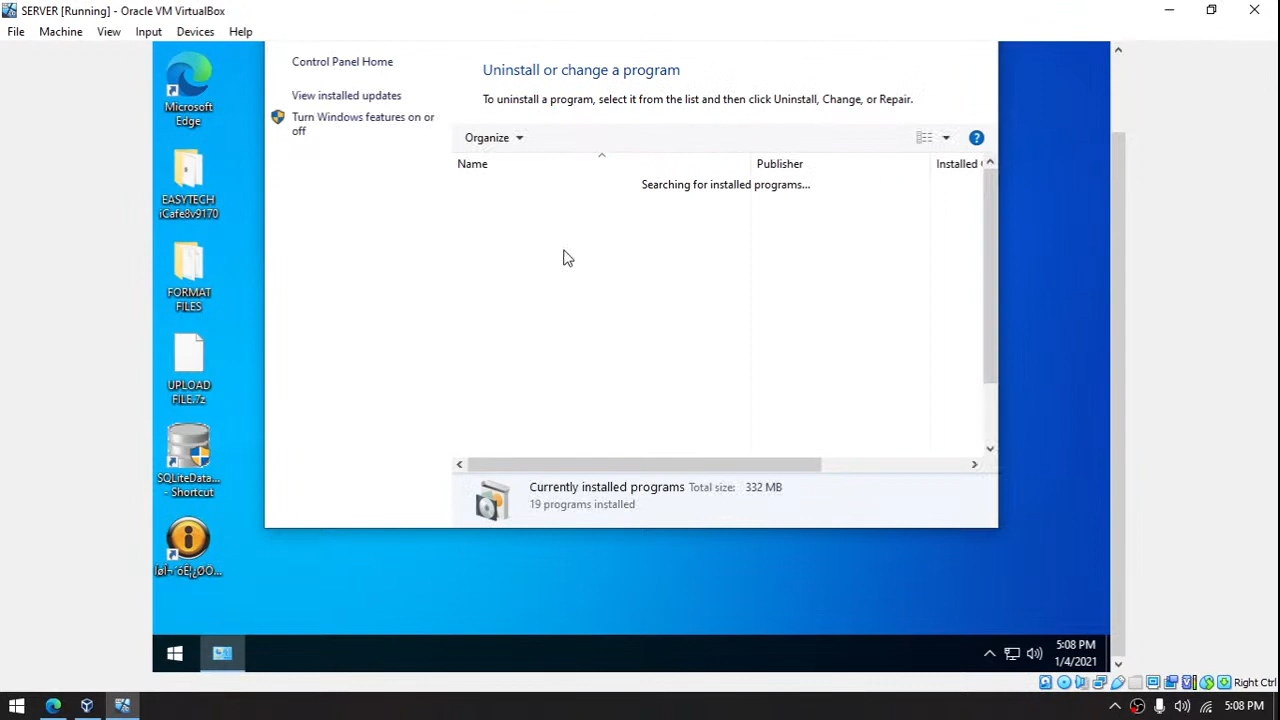 SERVER [Running] - Oracle VM VirtualBox
File Machine View Input Devices Help
Microsoft
Edge
EASYTECH
iCafe8v9170
FORMAT
FILES
UPLOAD
FILE.7z
SQLiteData...
- Shortcut
Control Panel Home
View installed updates
Turn Windows features on or
off
Uninstall or change a program
To uninstall a program, select it from the list and then click Uninstall, Change, or Repair.
Organize
Name Publisher Installed
Searching for installed programs...
Currently installed programs Total size: 332 MB
19 programs installed
5:08 PM
1/4/2021
Right Ctrl
5:08 PM